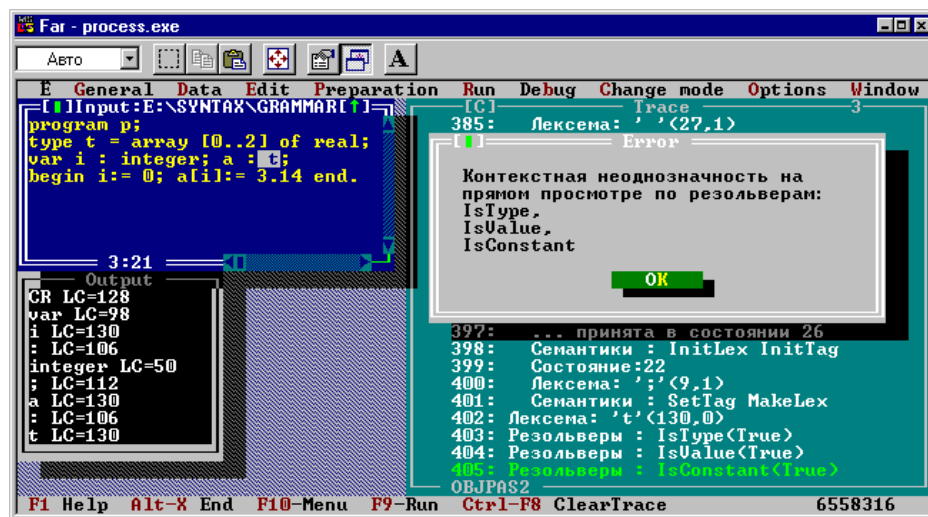 Far - process.exe
Авто
A
Ё General Data Edit Preparation Run Debug Change mode Options Window
[ ]Input:E:\SYNTAX\GRAMMAR[↑]
program p;
type t = array [0..2] of real;
var i : integer; a : t;
begin i:= 0; a[i]:= 3.14 end.
3:21
Output
CR LC=128
var LC=98
i LC=130
: LC=106
integer LC=50
; LC=112
a LC=130
: LC=106
t LC=130
[C] Trace 3
385: Лексема: ' '(27,1)
[ ] Error
Контекстная неоднозначность на
прямом просмотре по резольверам:
IsType,
IsValue,
IsConstant
OK
397: ... принята в состоянии 26
398: Семантики : InitLex InitTag
399: Состояние:22
400: Лексема: ';'(9,1)
401: Семантики : SetTag MakeLex
402: Лексема: 't'(130,0)
403: Резольверы : IsType(True)
404: Резольверы : IsValue(True)
405: Резольверы : IsConstant(True)
OBJPAS2
F1 Help Alt-X End F10-Menu F9-Run Ctrl-F8 ClearTrace 6558316